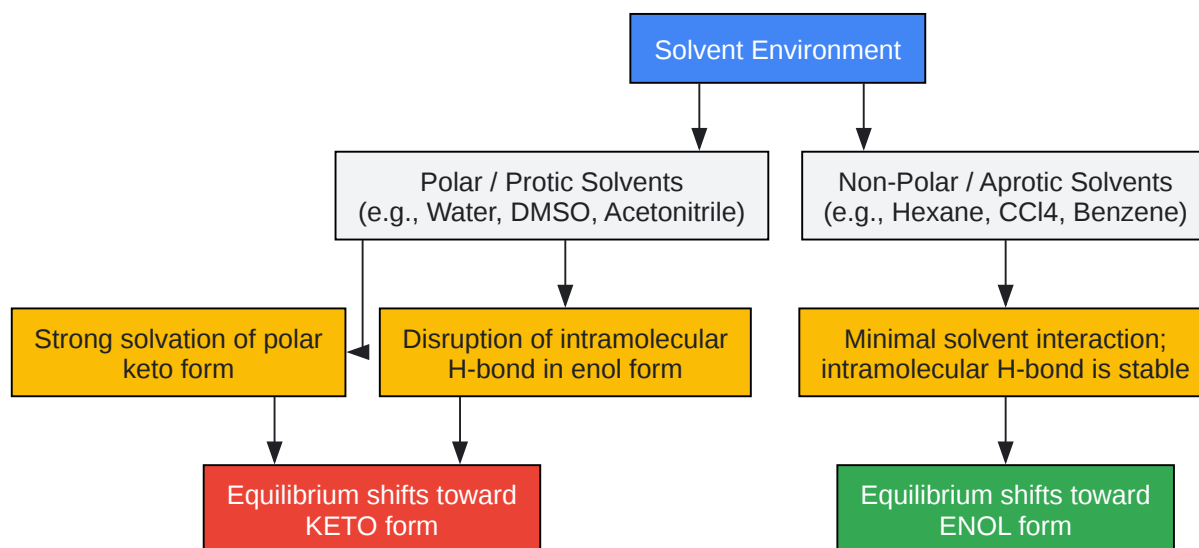 Solvent Environment
Polar / Protic Solvents
(e.g., Water, DMSO, Acetonitrile)
Non-Polar / Aprotic Solvents
(e.g., Hexane, CCl4, Benzene)
Strong solvation of polar
keto form
Disruption of intramolecular
H-bond in enol form
Minimal solvent interaction;
intramolecular H-bond is stable
Equilibrium shifts toward
KETO form
Equilibrium shifts toward
ENOL form